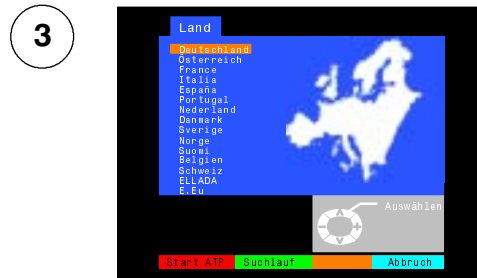 3
Land
Deutschland
Österreich
France
Italia
España
Portugal
Nederland
Danmark
Sverige
Norge
Suomi
Belgien
Schweiz
ELLADA
E.Eu
Auswählen
Start ATP Suchlauf Abbruch